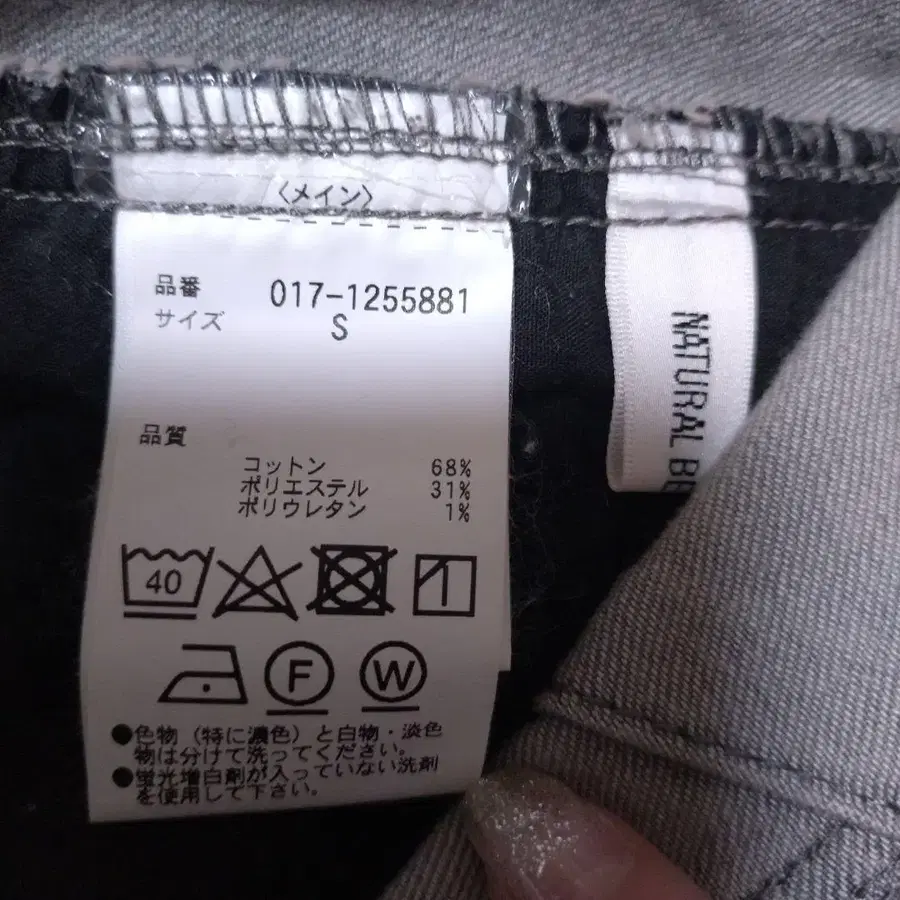 〈メイン〉
品番 017-1255881
サイズ S
品質
コットン 68%
ポリエステル 31%
ポリウレタン 1%
40
F W
●色物（特に濃色）と白物・淡色
物は分けて洗ってください。
●蛍光増白剤が入っていない洗剤
を使用して下さい。
NATURAL BE